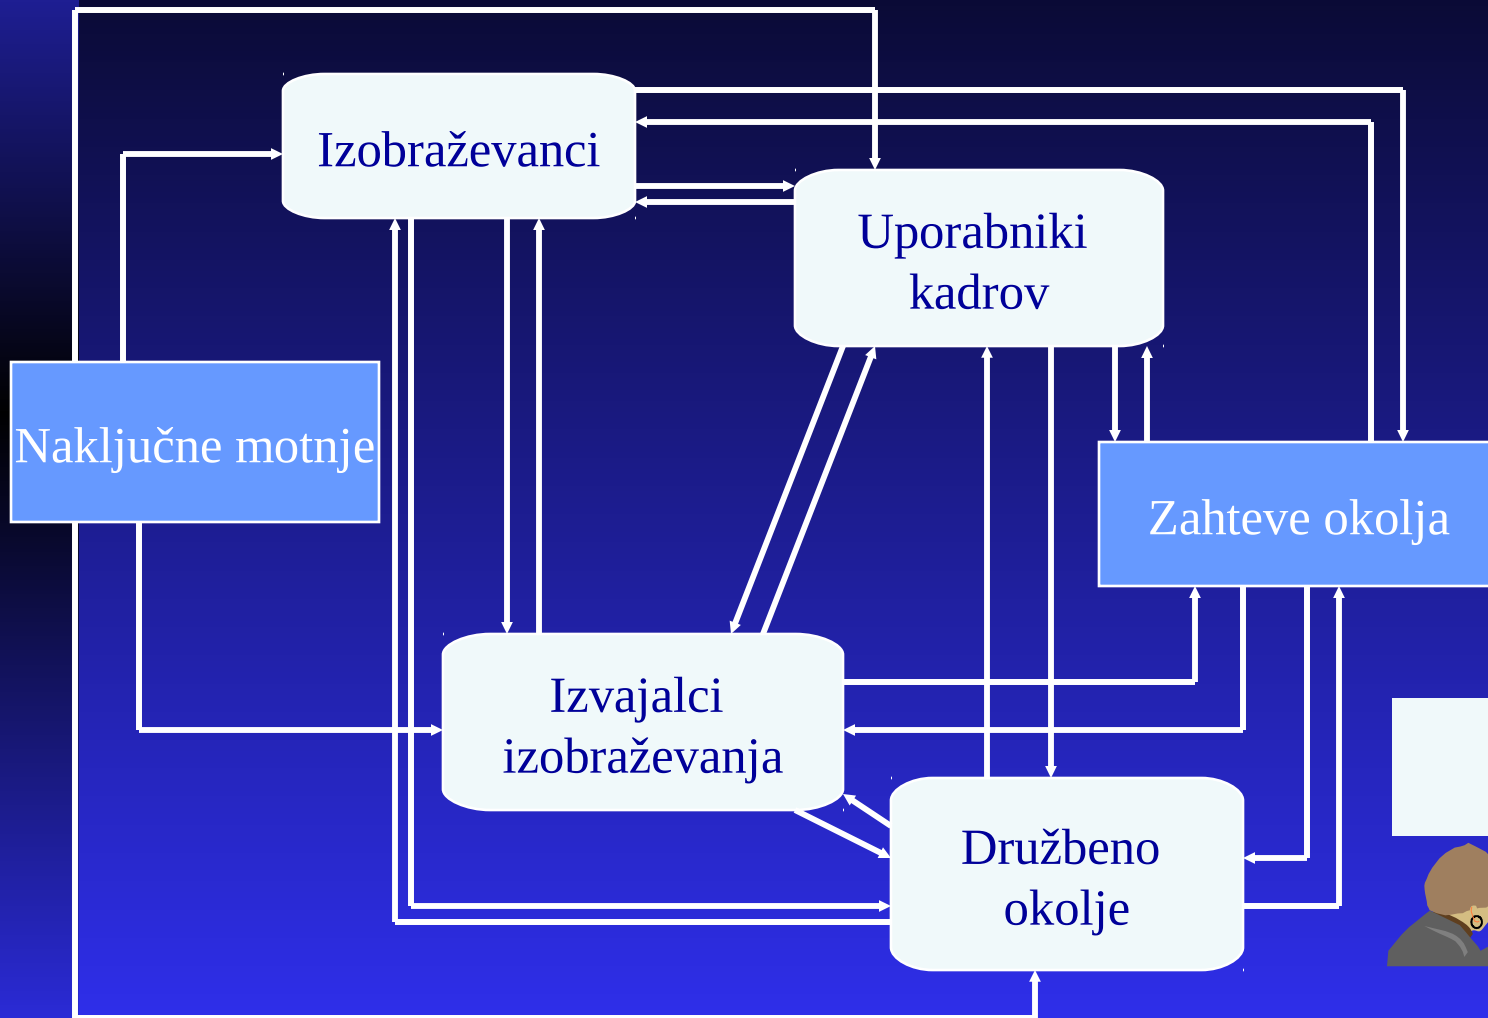 Izobraževanci
Uporabniki
kadrov
Naključne motnje
Zahteve okolja
Izvajalci
izobraževanja
Družbeno
okolje